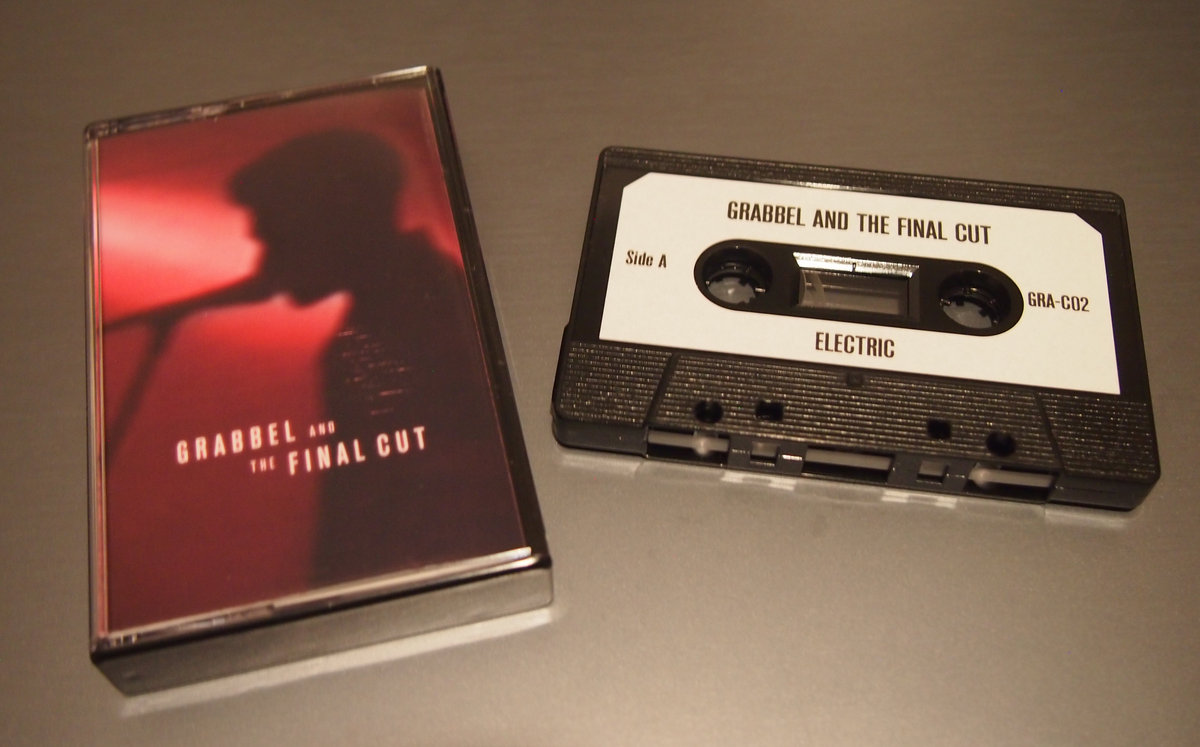 GRABBEL AND
THE FINAL CUT
GRABBEL AND THE FINAL CUT
Side A
GRA-C02
ELECTRIC